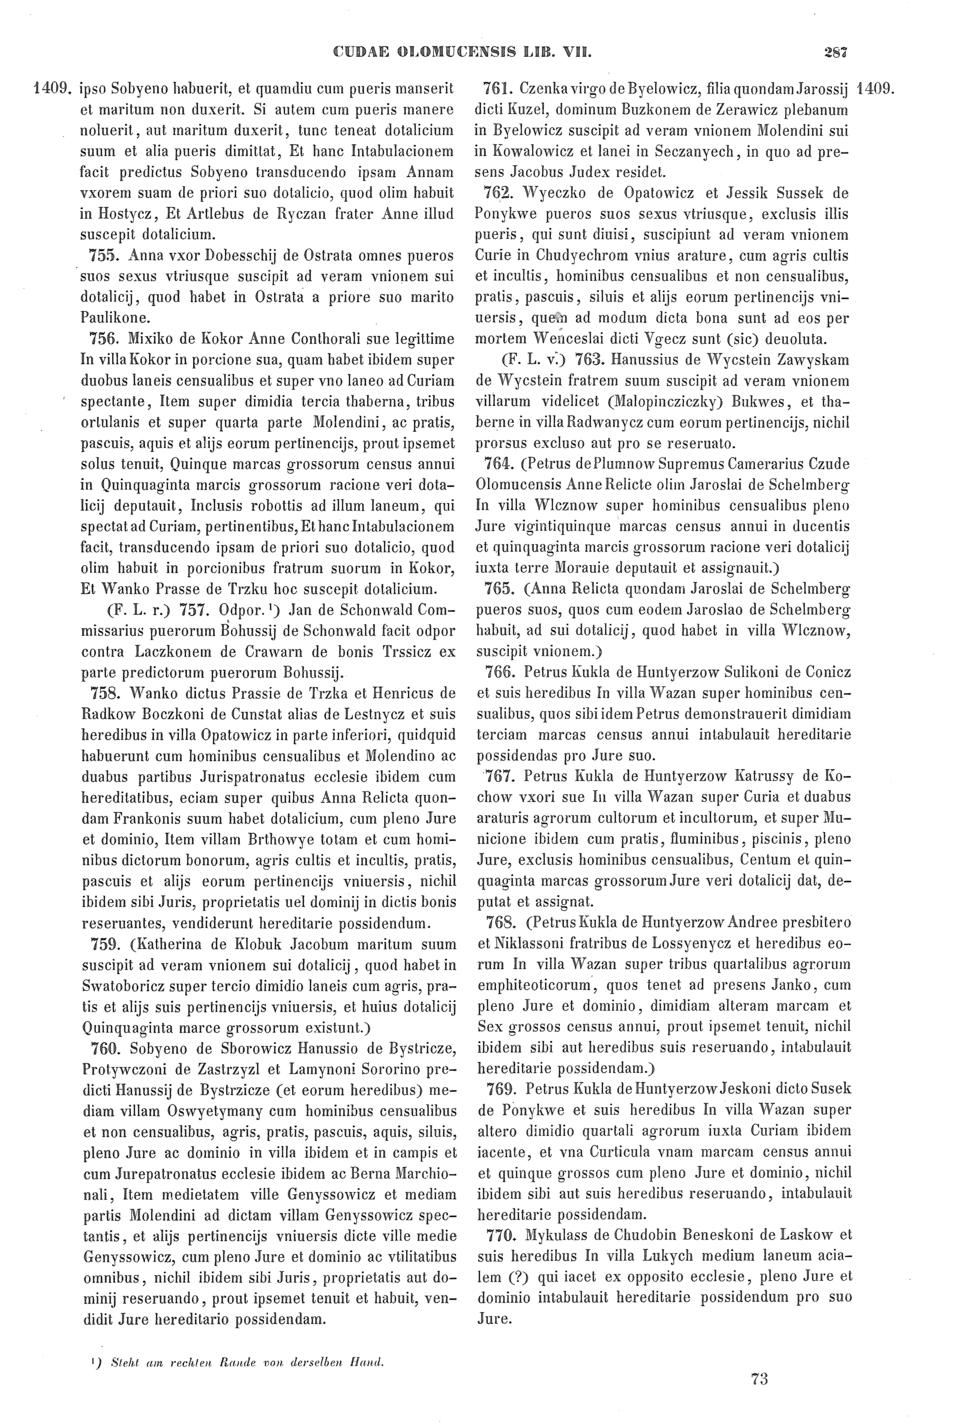 CUDAE OLOMUCENSIS LIB. VII. 287
1409. ipso Sobyeno habuerit, et quamdiu cum pueris manserit
et maritum non duxerit. Si autem cum pueris manere
noluerit, aut maritum duxerit, tunc teneat dotalicium
suum et alia pueris dimittat, Et hanc Intabulacionem
facit predictus Sobyeno transducendo ipsam Annam
vxorem suam de priori suo dotalicio, quod olim habuit
in Hostycz, Et Artlebus de Ryczan frater Anne illud
suscepit dotalicium.
755. Anna vxor Dobesschij de Ostrata omnes pueros
suos sexus vtriusque suscipit ad veram vnionem sui
dotalicij, quod habet in Ostrata a priore suo marito
Paulikone.
756. Mixiko de Kokor Anne Conthorali sue legittime
In villa Kokor in porcione sua, quam habet ibidem super
duobus laneis censualibus et super vno laneo ad Curiam
spectante, Item super dimidia tercia thaberna, tribus
ortulanis et super quarta parte Molendini, ac pratis,
pascuis, aquis et alijs eorum pertinencijs, prout ipsemet
solus tenuit, Quinque marcas grossorum census annui
in Quinquaginta marcis grossorum racione veri dota-
licij deputauit, Inclusis robottis ad illum laneum, qui
spectat ad Curiam, pertinentibus, Et hanc Intabulacionem
facit, transducendo ipsam de priori suo dotalicio, quod
olim habuit in porcionibus fratrum suorum in Kokor,
Et Wanko Prasse de Trzku hoc suscepit dotalicium.
(F. L. r.) 757. Odpor. ¹) Jan de Schonwald Com-
missarius puerorum Bohussij de Schonwald facit odpor
contra Laczkonem de Crawarn de bonis Trssicz ex
parte predictorum puerorum Bohussij.
758. Wanko dictus Prassie de Trzka et Henricus de
Radkow Boczkoni de Cunstat alias de Lestnycz et suis
heredibus in villa Opatowicz in parte inferiori, quidquid
habuerunt cum hominibus censualibus et Molendino ac
duabus partibus Jurispatronatus ecclesie ibidem cum
hereditatibus, eciam super quibus Anna Relicta quon-
dam Frankonis suum habet dotalicium, cum pleno Jure
et dominio, Item villam Brthowye totam et cum homi-
nibus dictorum bonorum, agris cultis et incultis, pratis,
pascuis et alijs eorum pertinencijs vniuersis, nichil
ibidem sibi Juris, proprietatis uel dominij in dictis bonis
reseruantes, vendiderunt hereditarie possidendum.
759. (Katherina de Klobuk Jacobum maritum suum
suscipit ad veram vnionem sui dotalicij, quod habet in
Swatoboricz super tercio dimidio laneis cum agris, pra-
tis et alijs suis pertinencijs vniuersis, et huius dotalicij
Quinquaginta marce grossorum existunt.)
760. Sobyeno de Sborowicz Hanussio de Bystricze,
Protywczoni de Zastrzyzl et Lamynoni Sororino pre-
dicti Hanussij de Bystrzicze (et eorum heredibus) me-
diam villam Oswyetymany cum hominibus censualibus
et non censualibus, agris, pratis, pascuis, aquis, siluis,
pleno Jure ac dominio in villa ibidem et in campis et
cum Jurepatronatus ecclesie ibidem ac Berna Marchio-
nali, Item medietatem ville Genyssowicz et mediam
partis Molendini ad dictam villam Genyssowicz spec-
tantis, et alijs pertinencijs vniuersis dicte ville medie
Genyssowicz, cum pleno Jure et dominio ac vtilitatibus
omnibus, nichil ibidem sibi Juris, proprietatis aut do-
minij reseruando, prout ipsemet tenuit et habuit, ven-
didit Jure hereditario possidendam.
¹) Steht am rechten Rande von derselben Hand.
761. Czenka virgo de Byelowicz, filia quondam Jarossij 1409.
dicti Kuzel, dominum Buzkonem de Zerawicz plebanum
in Byelowicz suscipit ad veram vnionem Molendini sui
in Kowalowicz et lanei in Seczanyech, in quo ad pre-
sens Jacobus Judex residet.
762. Wyeczko de Opatowicz et Jessik Sussek de
Ponykwe pueros suos sexus vtriusque, exclusis illis
pueris, qui sunt diuisi, suscipiunt ad veram vnionem
Curie in Chudyechrom vnius arature, cum agris cultis
et incultis, hominibus censualibus et non censualibus,
pratis, pascuis, siluis et alijs eorum pertinencijs vni-
uersis, quem ad modum dicta bona sunt ad eos per
mortem Wenceslai dicti Vgecz sunt (sic) deuoluta.
(F. L. v.) 763. Hanussius de Wycstein Zawyskam
de Wycstein fratrem suum suscipit ad veram vnionem
villarum videlicet (Malopincziczky) Bukwes, et tha-
berne in villa Radwanycz cum eorum pertinencijs, nichil
prorsus excluso aut pro se reseruato.
764. (Petrus de Plumnow Supremus Camerarius Czude
Olomucensis Anne Relicte olim Jaroslai de Schelmberg
In villa Wlcznow super hominibus censualibus pleno
Jure vigintiquinque marcas census annui in ducentis
et quinquaginta marcis grossorum racione veri dotalicij
iuxta terre Morauie deputauit et assignauit.)
765. (Anna Relicta quondam Jaroslai de Schelmberg
pueros suos, quos cum eodem Jaroslao de Schelmberg
habuit, ad sui dotalicij, quod habet in villa Wlcznow,
suscipit vnionem.)
766. Petrus Kukla de Huntyerzow Sulikoni de Conicz
et suis heredibus In villa Wazan super hominibus cen-
sualibus, quos sibi idem Petrus demonstrauerit dimidiam
terciam marcas census annui intabulauit hereditarie
possidendas pro Jure suo.
767. Petrus Kukla de Huntyerzow Katrussy de Ko-
chow vxori sue In villa Wazan super Curia et duabus
araturis agrorum cultorum et incultorum, et super Mu-
nicione ibidem cum pratis, fluminibus, piscinis, pleno
Jure, exclusis hominibus censualibus, Centum et quin-
quaginta marcas grossorum Jure veri dotalicij dat, de-
putat et assignat.
768. (Petrus Kukla de Huntyerzow Andree presbitero
et Niklassoni fratribus de Lossyenycz et heredibus eo-
rum In villa Wazan super tribus quartalibus agrorum
emphiteoticorum, quos tenet ad presens Janko, cum
pleno Jure et dominio, dimidiam alteram marcam et
Sex grossos census annui, prout ipsemet tenuit, nichil
ibidem sibi aut heredibus suis reseruando, intabulauit
hereditarie possidendam.)
769. Petrus Kukla de Huntyerzow Jeskoni dicto Susek
de Ponykwe et suis heredibus In villa Wazan super
altero dimidio quartali agrorum iuxta Curiam ibidem
iacente, et vna Curticula vnam marcam census annui
et quinque grossos cum pleno Jure et dominio, nichil
ibidem sibi aut suis heredibus reseruando, intabulauit
hereditarie possidendam.
770. Mykulass de Chudobin Beneskoni de Laskow et
suis heredibus In villa Lukych medium laneum acia-
lem (?) qui iacet ex opposito ecclesie, pleno Jure et
dominio intabulauit hereditarie possidendum pro suo
Jure.
73